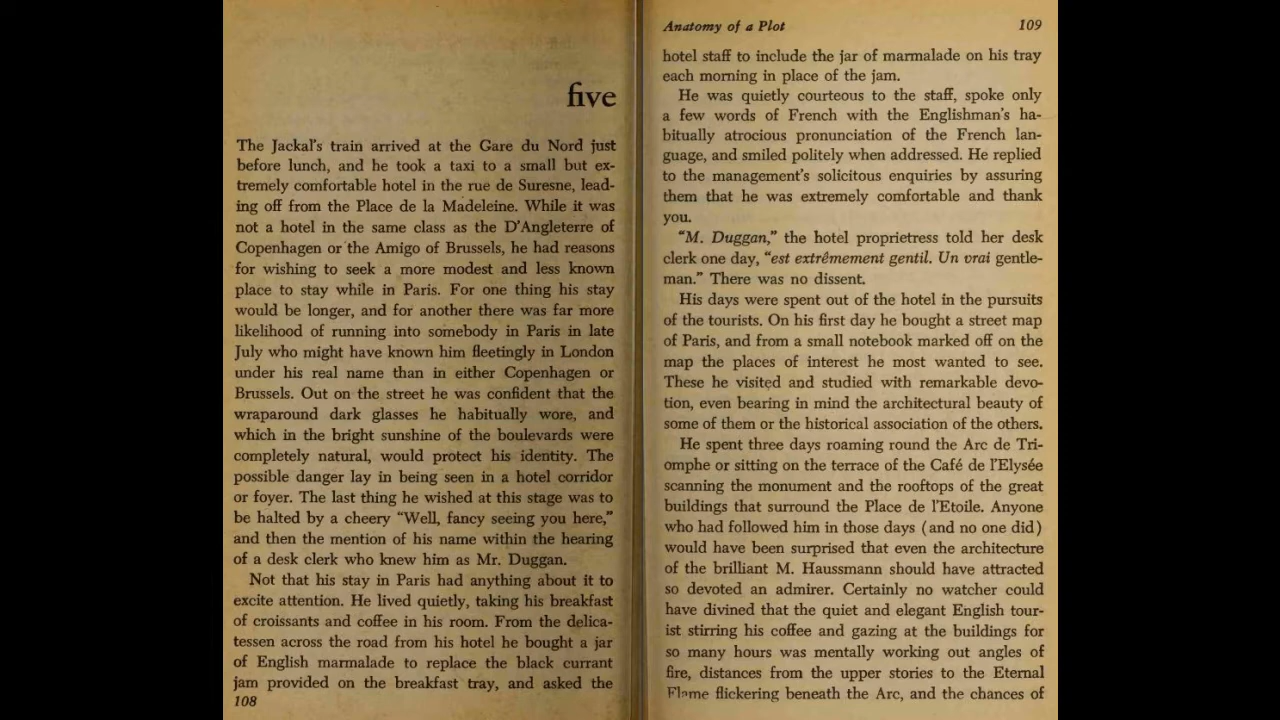 five
The Jackal's train arrived at the Gare du Nord just
before lunch, and he took a taxi to a small but ex-
tremely comfortable hotel in the rue de Suresne, lead-
ing off from the Place de la Madeleine. While it was
not a hotel in the same class as the D'Angleterre of
Copenhagen or the Amigo of Brussels, he had reasons
for wishing to seek a more modest and less known
place to stay while in Paris. For one thing his stay
would be longer, and for another there was far more
likelihood of running into somebody in Paris in late
July who might have known him fleetingly in London
under his real name than in either Copenhagen or
Brussels. Out on the street he was confident that the
wraparound dark glasses he habitually wore, and
which in the bright sunshine of the boulevards were
completely natural, would protect his identity. The
possible danger lay in being seen in a hotel corridor
or foyer. The last thing he wished at this stage was to
be halted by a cheery “Well, fancy seeing you here,”
and then the mention of his name within the hearing
of a desk clerk who knew him as Mr. Duggan.
Not that his stay in Paris had anything about it to
excite attention. He lived quietly, taking his breakfast
of croissants and coffee in his room. From the delica-
tessen across the road from his hotel he bought a jar
of English marmalade to replace the black currant
jam provided on the breakfast tray, and asked the
108
Anatomy of a Plot 109
hotel staff to include the jar of marmalade on his tray
each morning in place of the jam.
He was quietly courteous to the staff, spoke only
a few words of French with the Englishman's ha-
bitually atrocious pronunciation of the French lan-
guage, and smiled politely when addressed. He replied
to the management's solicitous enquiries by assuring
them that he was extremely comfortable and thank
you.
“M. Duggan,” the hotel proprietress told her desk
clerk one day, “est extrêmement gentil. Un vrai gentle-
man.” There was no dissent.
His days were spent out of the hotel in the pursuits
of the tourists. On his first day he bought a street map
of Paris, and from a small notebook marked off on the
map the places of interest he most wanted to see.
These he visited and studied with remarkable devo-
tion, even bearing in mind the architectural beauty of
some of them or the historical association of the others.
He spent three days roaming round the Arc de Tri-
omphe or sitting on the terrace of the Café de l'Elysée
scanning the monument and the rooftops of the great
buildings that surround the Place de l'Etoile. Anyone
who had followed him in those days (and no one did)
would have been surprised that even the architecture
of the brilliant M. Haussmann should have attracted
so devoted an admirer. Certainly no watcher could
have divined that the quiet and elegant English tour-
ist stirring his coffee and gazing at the buildings for
so many hours was mentally working out angles of
fire, distances from the upper stories to the Eternal
Flame flickering beneath the Arc, and the chances of